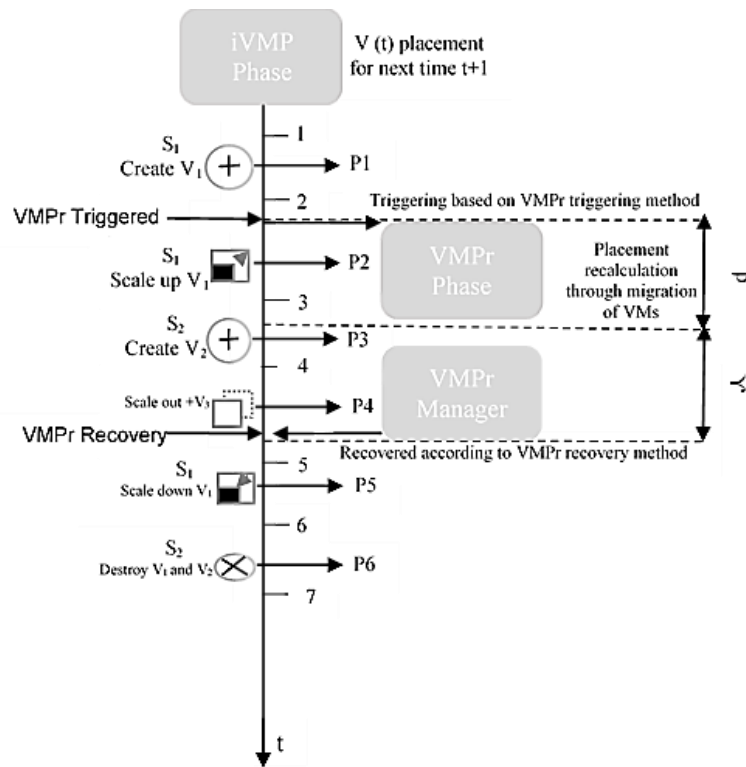 iVMP
Phase
V (t) placement
for next time t+1
1
S₁
Create V₁
P1
2
Triggering based on VMPr triggering method
VMPr Triggered
S₁
Scale up V₁
P2
VMPr
Phase
Placement
recalculation
through migration
of VMs
3
S₂
Create V₂
P3
4
VMPr
Manager
Scale out +V₃
P4
VMPr Recovery
Recovered according to VMPr recovery method
5
S₁
Scale down V₁
P5
6
S₂
Destroy V₁ and V₂
P6
7
t